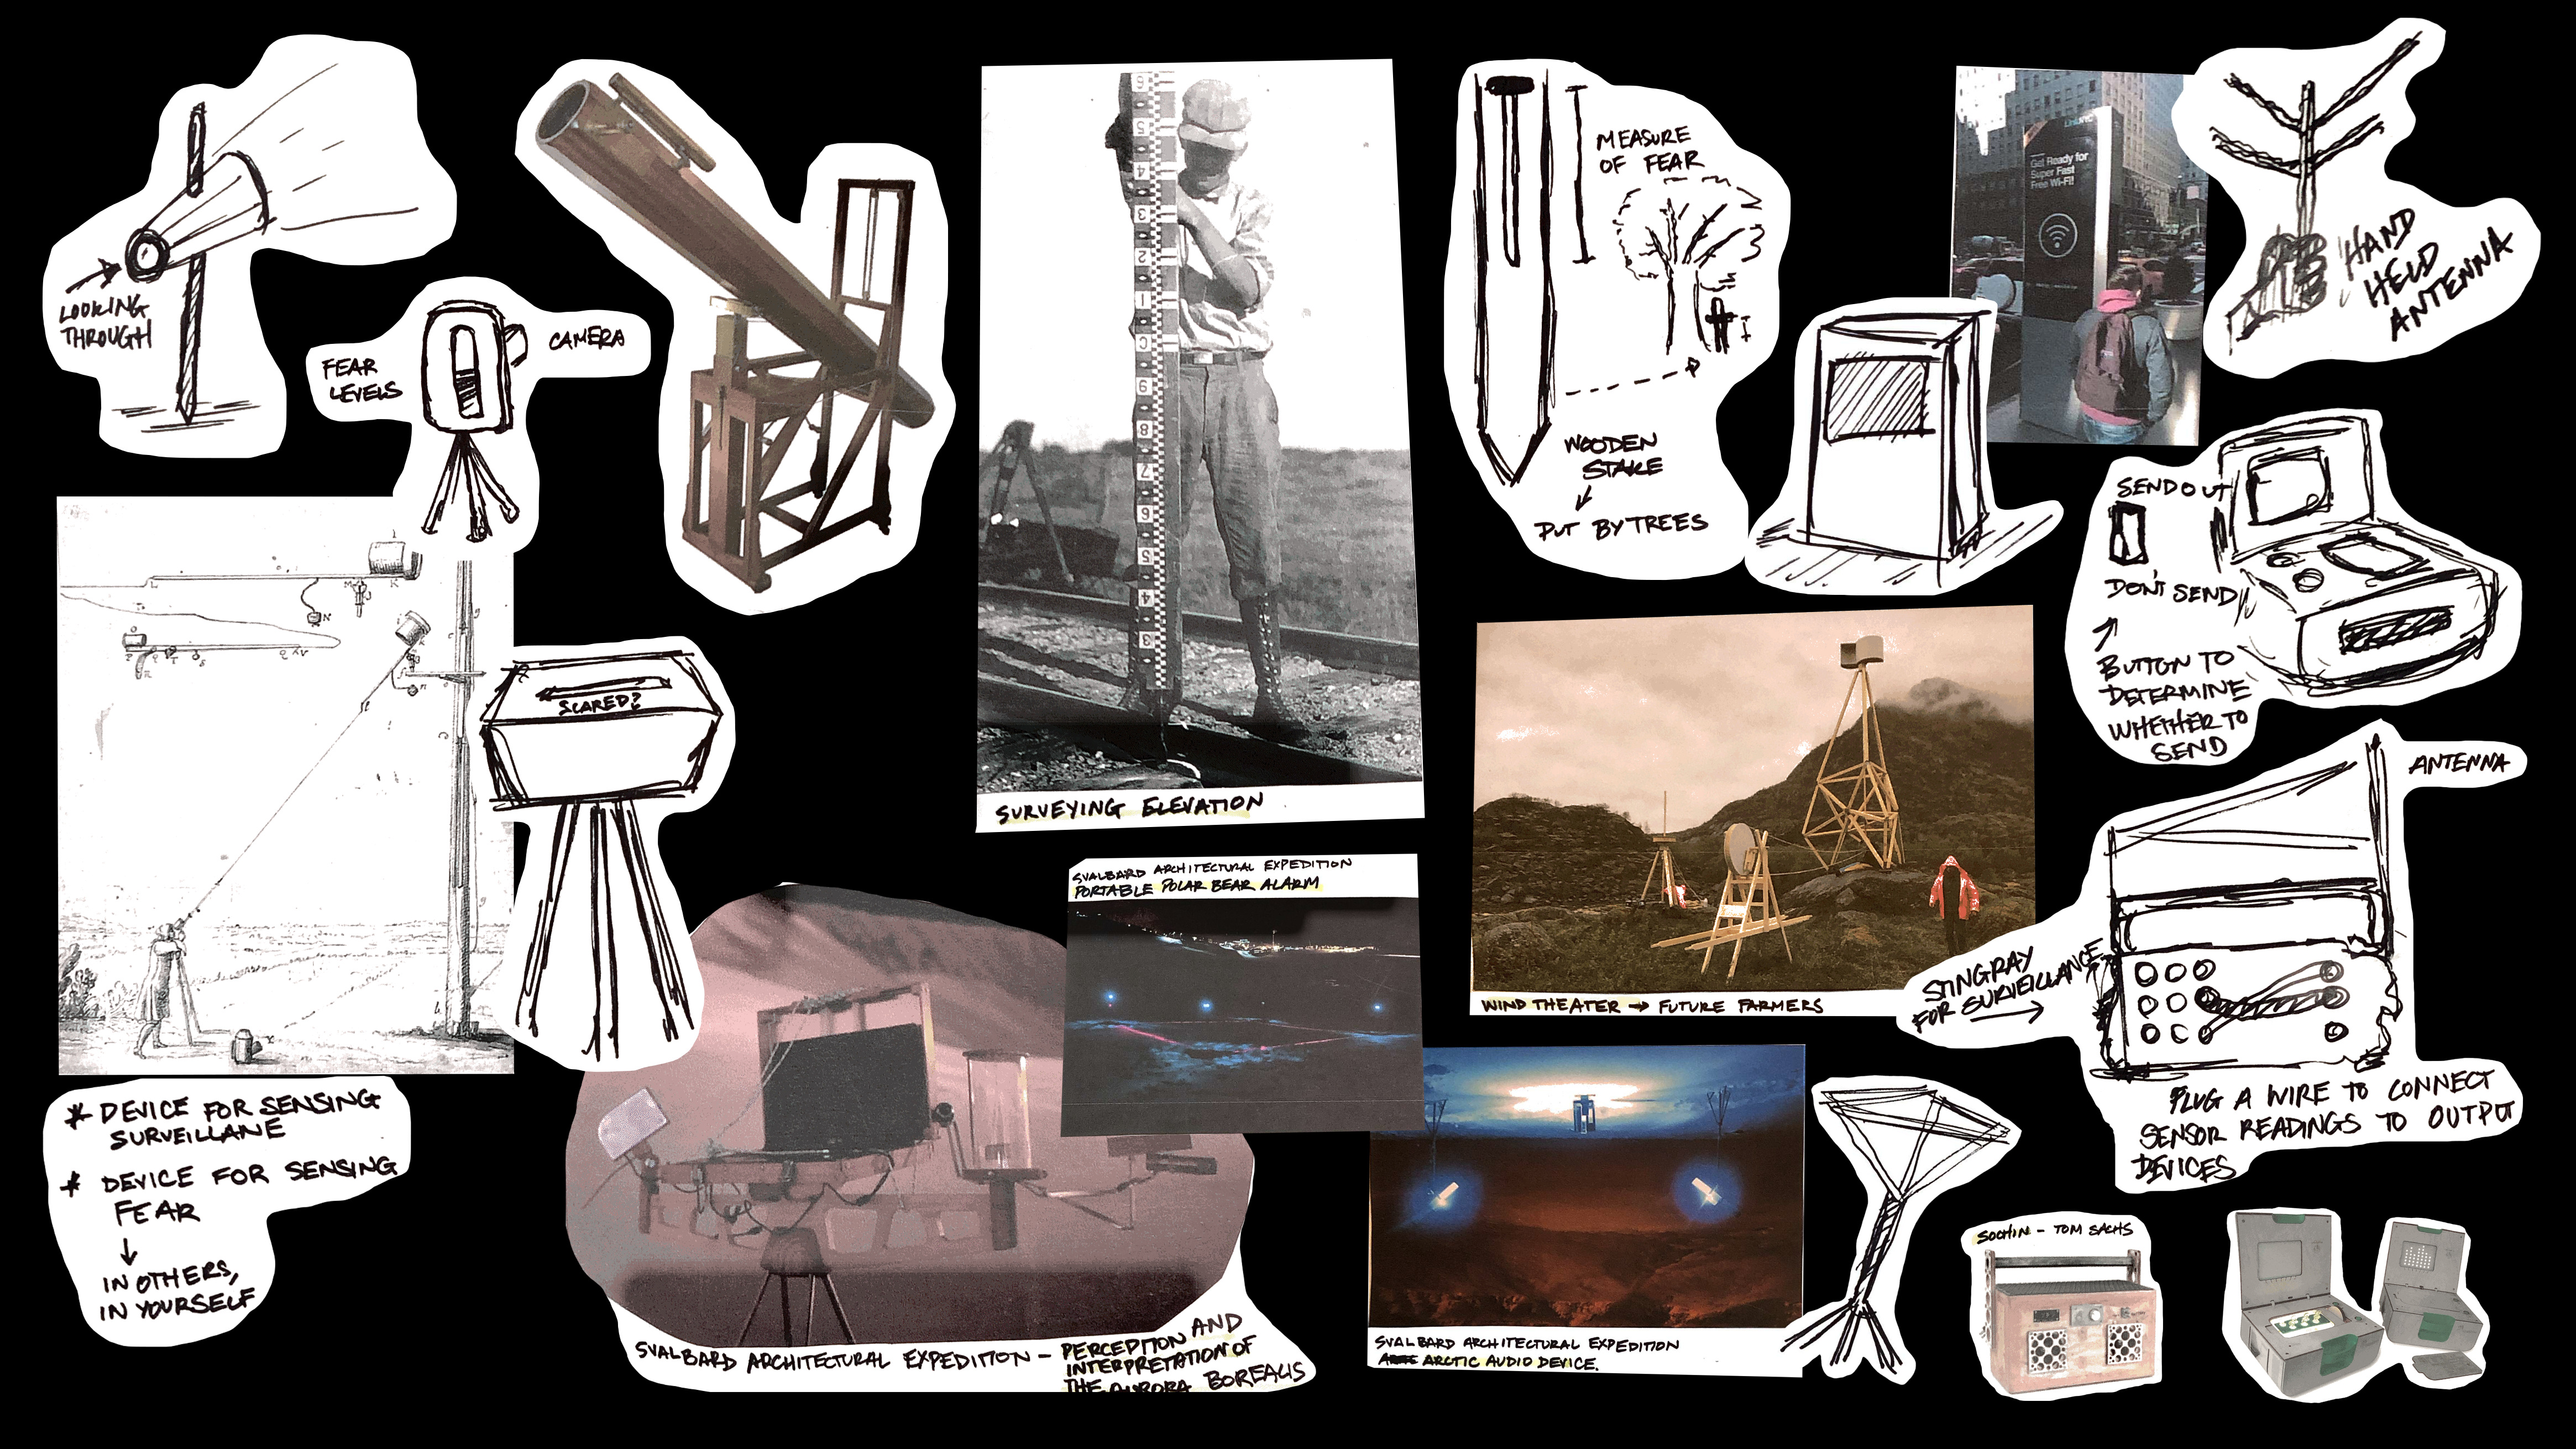 LOOKING
THROUGH
FEAR
LEVELS
CAMERA
SCARED?
* DEVICE FOR SENSING
SURVEILLANE
* DEVICE FOR SENSING
FEAR
↓
IN OTHERS,
IN YOURSELF
SURVEYING ELEVATION
SVALBARD ARCHITECTURAL EXPEDITION
PORTABLE POLAR BEAR ALARM
SVALBARD ARCHITECTURAL EXPEDITION - PERCEPTION AND
INTERPRETATION OF
THE AURORA BOREALIS
MEASURE
OF FEAR
WOODEN
STAKE
↓
PUT BY TREES
Get Ready for
Super Fast
Free Wi-Fi!
HAND
HELD
ANTENNA
SEND OUT
DON'T SEND
BUTTON TO
DETERMINE
WHETHER TO
SEND
WIND THEATER → FUTURE FARMERS
ANTENNA
STINGRAY
FOR SURVEILLANCE
PLUG A WIRE TO CONNECT
SENSOR READINGS TO OUTPUT
DEVICES
SVALBARD ARCHITECTURAL EXPEDITION
ARCTIC AUDIO DEVICE.
- TOM SACHS